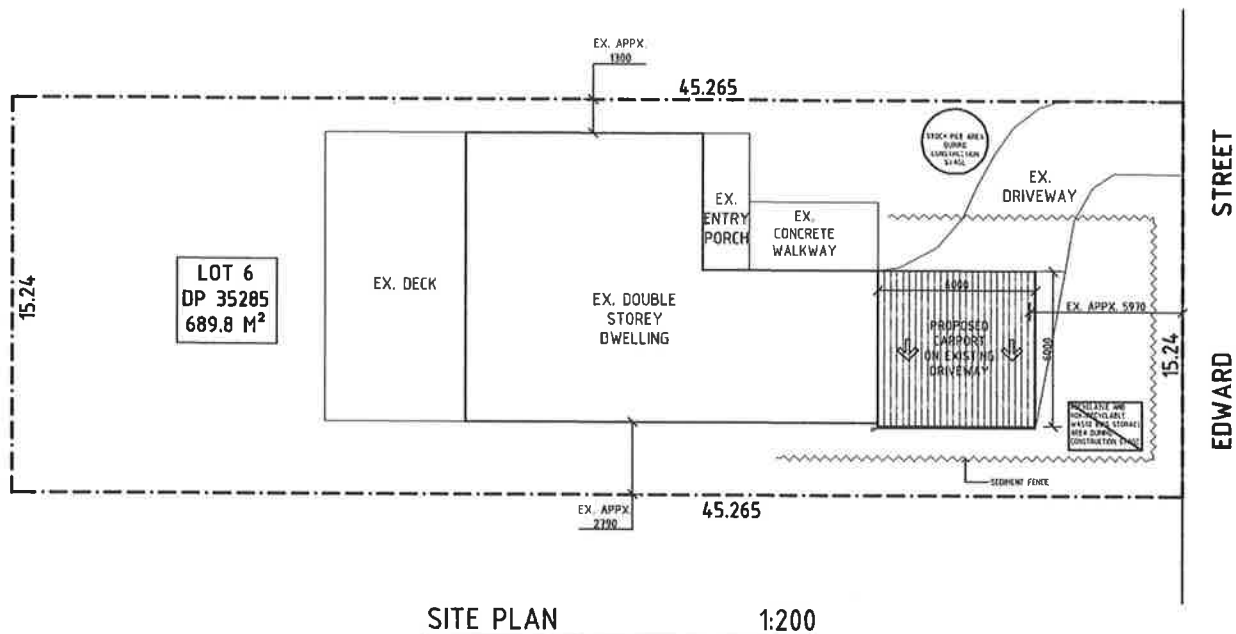 EX. APPX.
1300
45.265
STOCK PILE AREA
DURING
CONSTRUCTION
STAGE
EX.
DRIVEWAY
STREET
EX.
ENTRY
PORCH
EX.
CONCRETE
WALKWAY
LOT 6
DP 35285
689.8 M²
15.24
EX. DECK
EX. DOUBLE
STOREY
DWELLING
6000
EX. APPX. 5970
PROPOSED
CARPORT
ON EXISTING
DRIVEWAY
6000
15.24
EDWARD
RECYCLABLE AND
NON-RECYCLABLE
WASTE BINS STORAGE
AREA DURING
CONSTRUCTION STAGE
SEDIMENT FENCE
EX. APPX.
2790
45.265
SITE PLAN 1:200